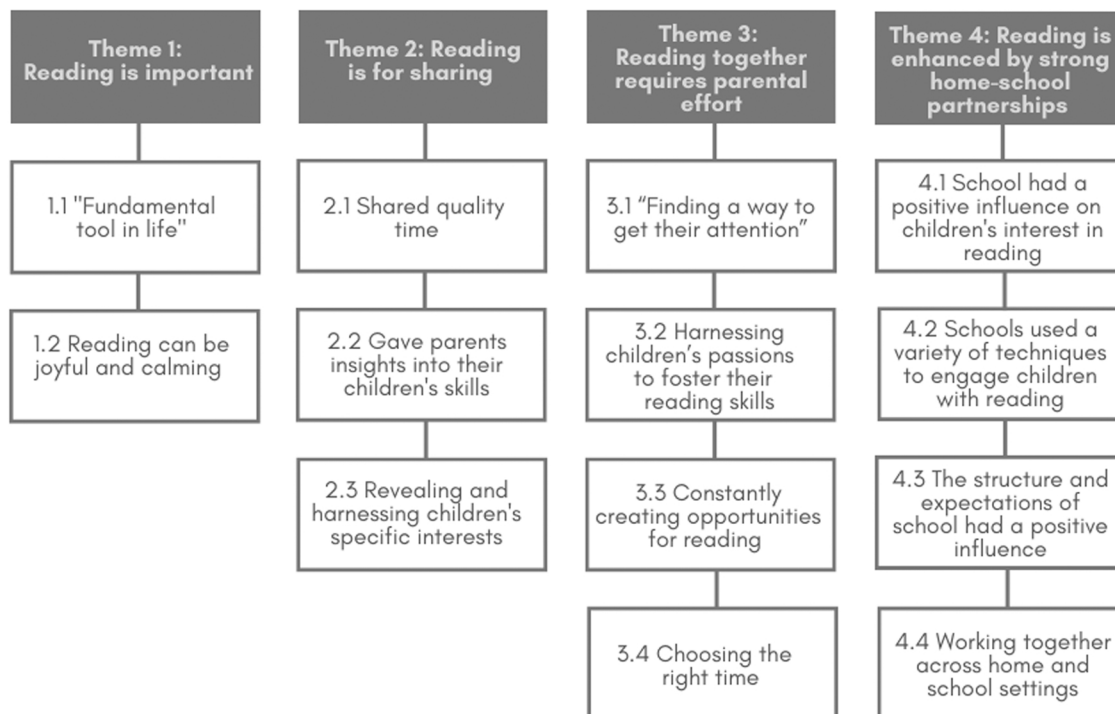 Theme 1:
Reading is important
1.1 "Fundamental
tool in life"
1.2 Reading can be
joyful and calming
Theme 2: Reading
is for sharing
2.1 Shared quality
time
2.2 Gave parents
insights into their
children's skills
2.3 Revealing and
harnessing children's
specific interests
Theme 3:
Reading together
requires parental
effort
3.1 “Finding a way to
get their attention”
3.2 Harnessing
children’s passions
to foster their
reading skills
3.3 Constantly
creating opportunities
for reading
3.4 Choosing the
right time
Theme 4: Reading is
enhanced by strong
home-school
partnerships
4.1 School had a
positive influence on
children's interest in
reading
4.2 Schools used a
variety of techniques
to engage children
with reading
4.3 The structure and
expectations of
school had a positive
influence
4.4 Working together
across home and
school settings